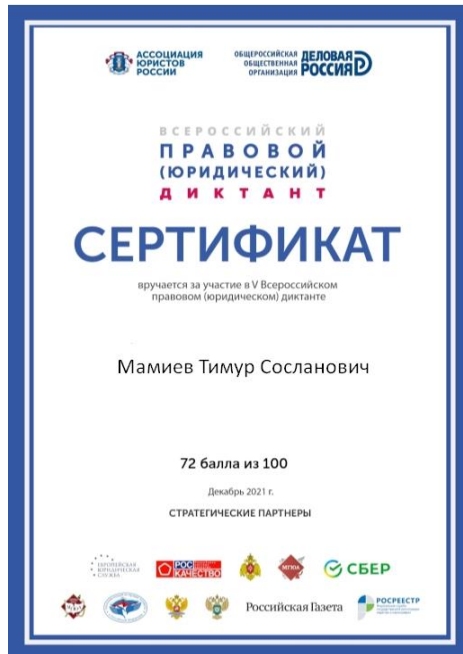 АССОЦИАЦИЯ
ЮРИСТОВ
РОССИИ
ОБЩЕРОССИЙСКАЯ
ОБЩЕСТВЕННАЯ
ОРГАНИЗАЦИЯ
ДЕЛОВАЯ
РОССИЯ
ВСЕРОССИЙСКИЙ
ПРАВОВОЙ
(ЮРИДИЧЕСКИЙ)
ДИКТАНТ
СЕРТИФИКАТ
вручается за участие в V Всероссийском
правовом (юридическом) диктанте
Мамиев Тимур Сосланович
72 балла из 100
Декабрь 2021 г.
СТРАТЕГИЧЕСКИЕ ПАРТНЕРЫ
ЕВРОПЕЙСКАЯ
ЮРИДИЧЕСКАЯ
СЛУЖБА
РОС
КАЧЕСТВО
СБЕР
Российская Газета
РОСРЕЕСТР